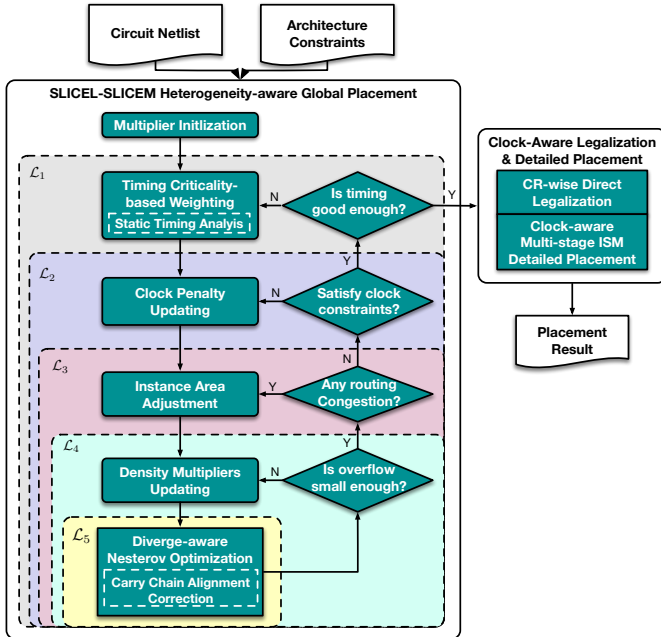 Circuit Netlist
Architecture
Constraints
SLICEL-SLICEM Heterogeneity-aware Global Placement
Multiplier Initlization
L1
Timing Criticality-
based Weighting
Static Timing Analyis
N
Is timing
good enough?
Y
Y
L2
Clock Penalty
Updating
N
Satisfy clock
constraints?
N
L3
Instance Area
Adjustment
Y
Any routing
Congestion?
Y
L4
Density Multipliers
Updating
N
Is overflow
small enough?
L5
Diverge-aware
Nesterov Optimization
Carry Chain Alignment
Correction
Clock-Aware Legalization
& Detailed Placement
CR-wise Direct
Legalization
Clock-aware
Multi-stage ISM
Detailed Placement
Placement
Result